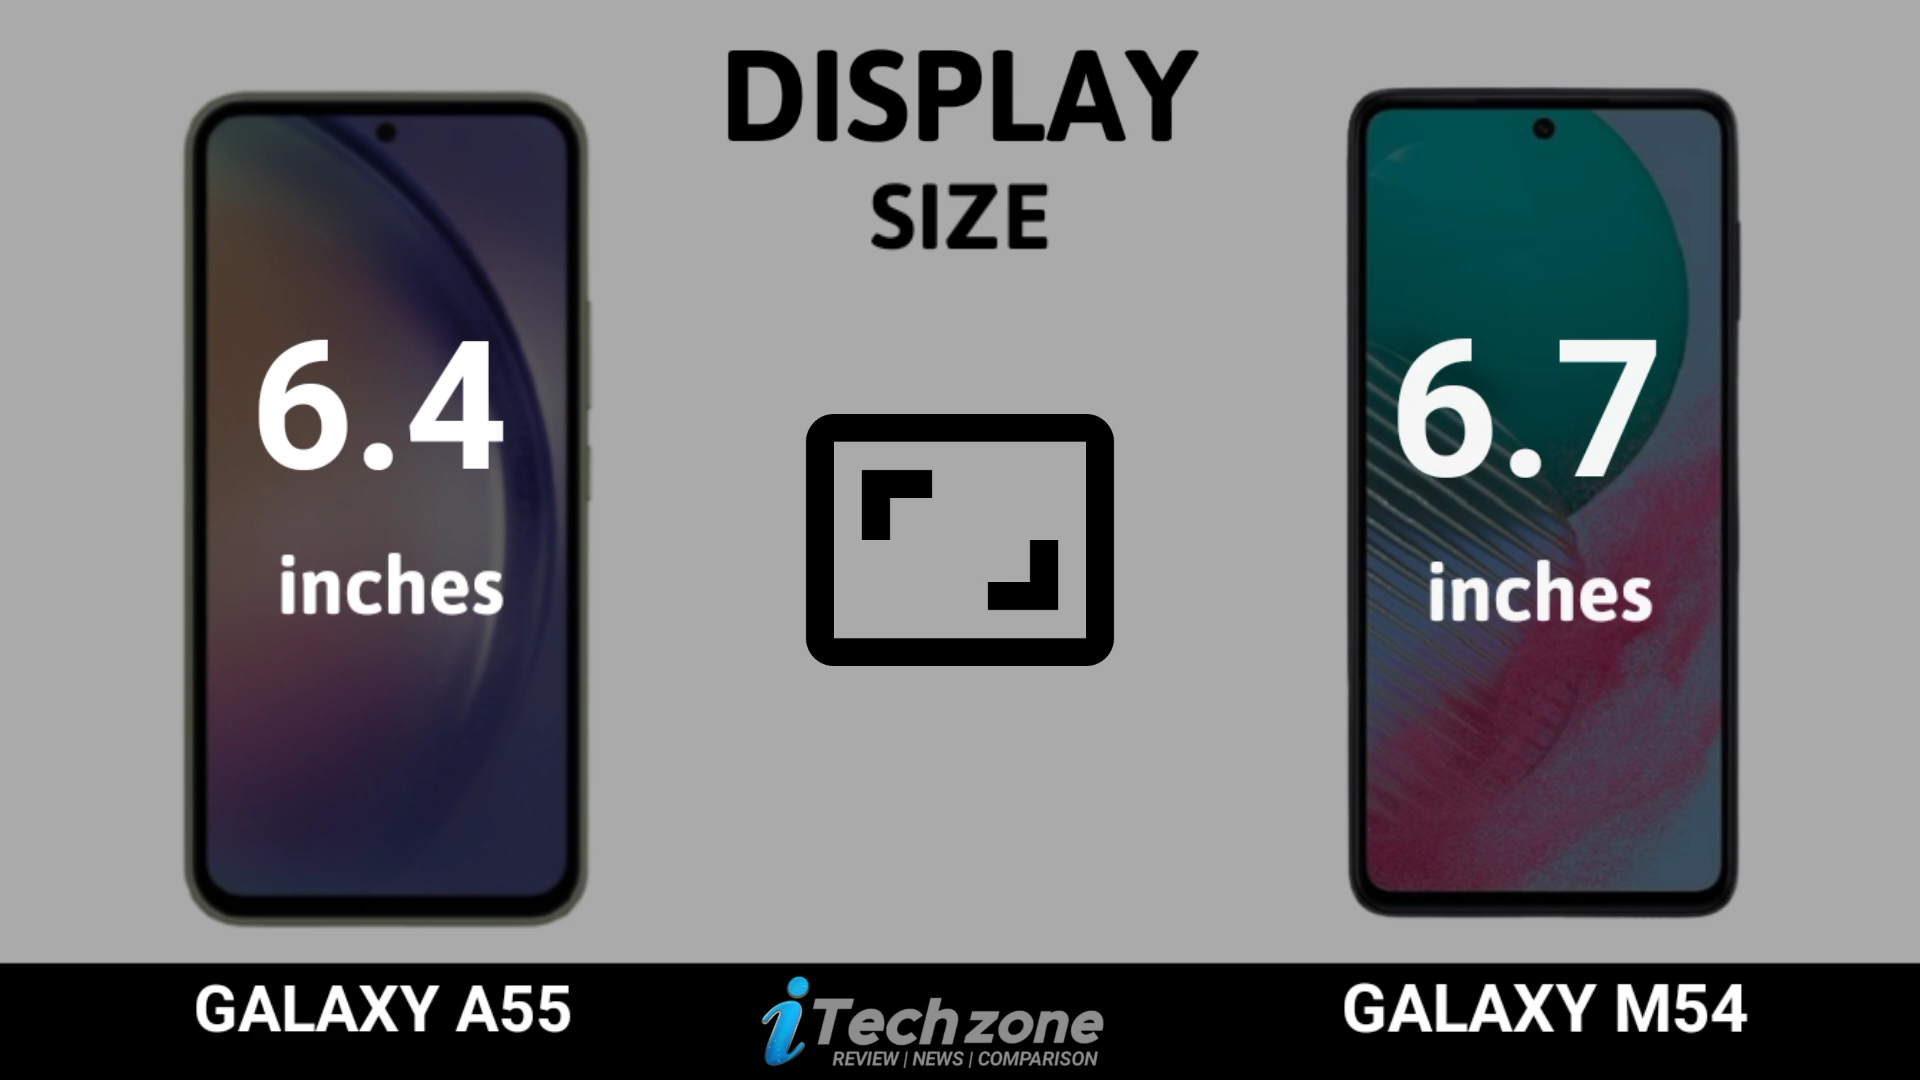 DISPLAY
SIZE
6.4
inches
6.7
inches
GALAXY A55
iTechzone
REVIEW | NEWS | COMPARISON
GALAXY M54